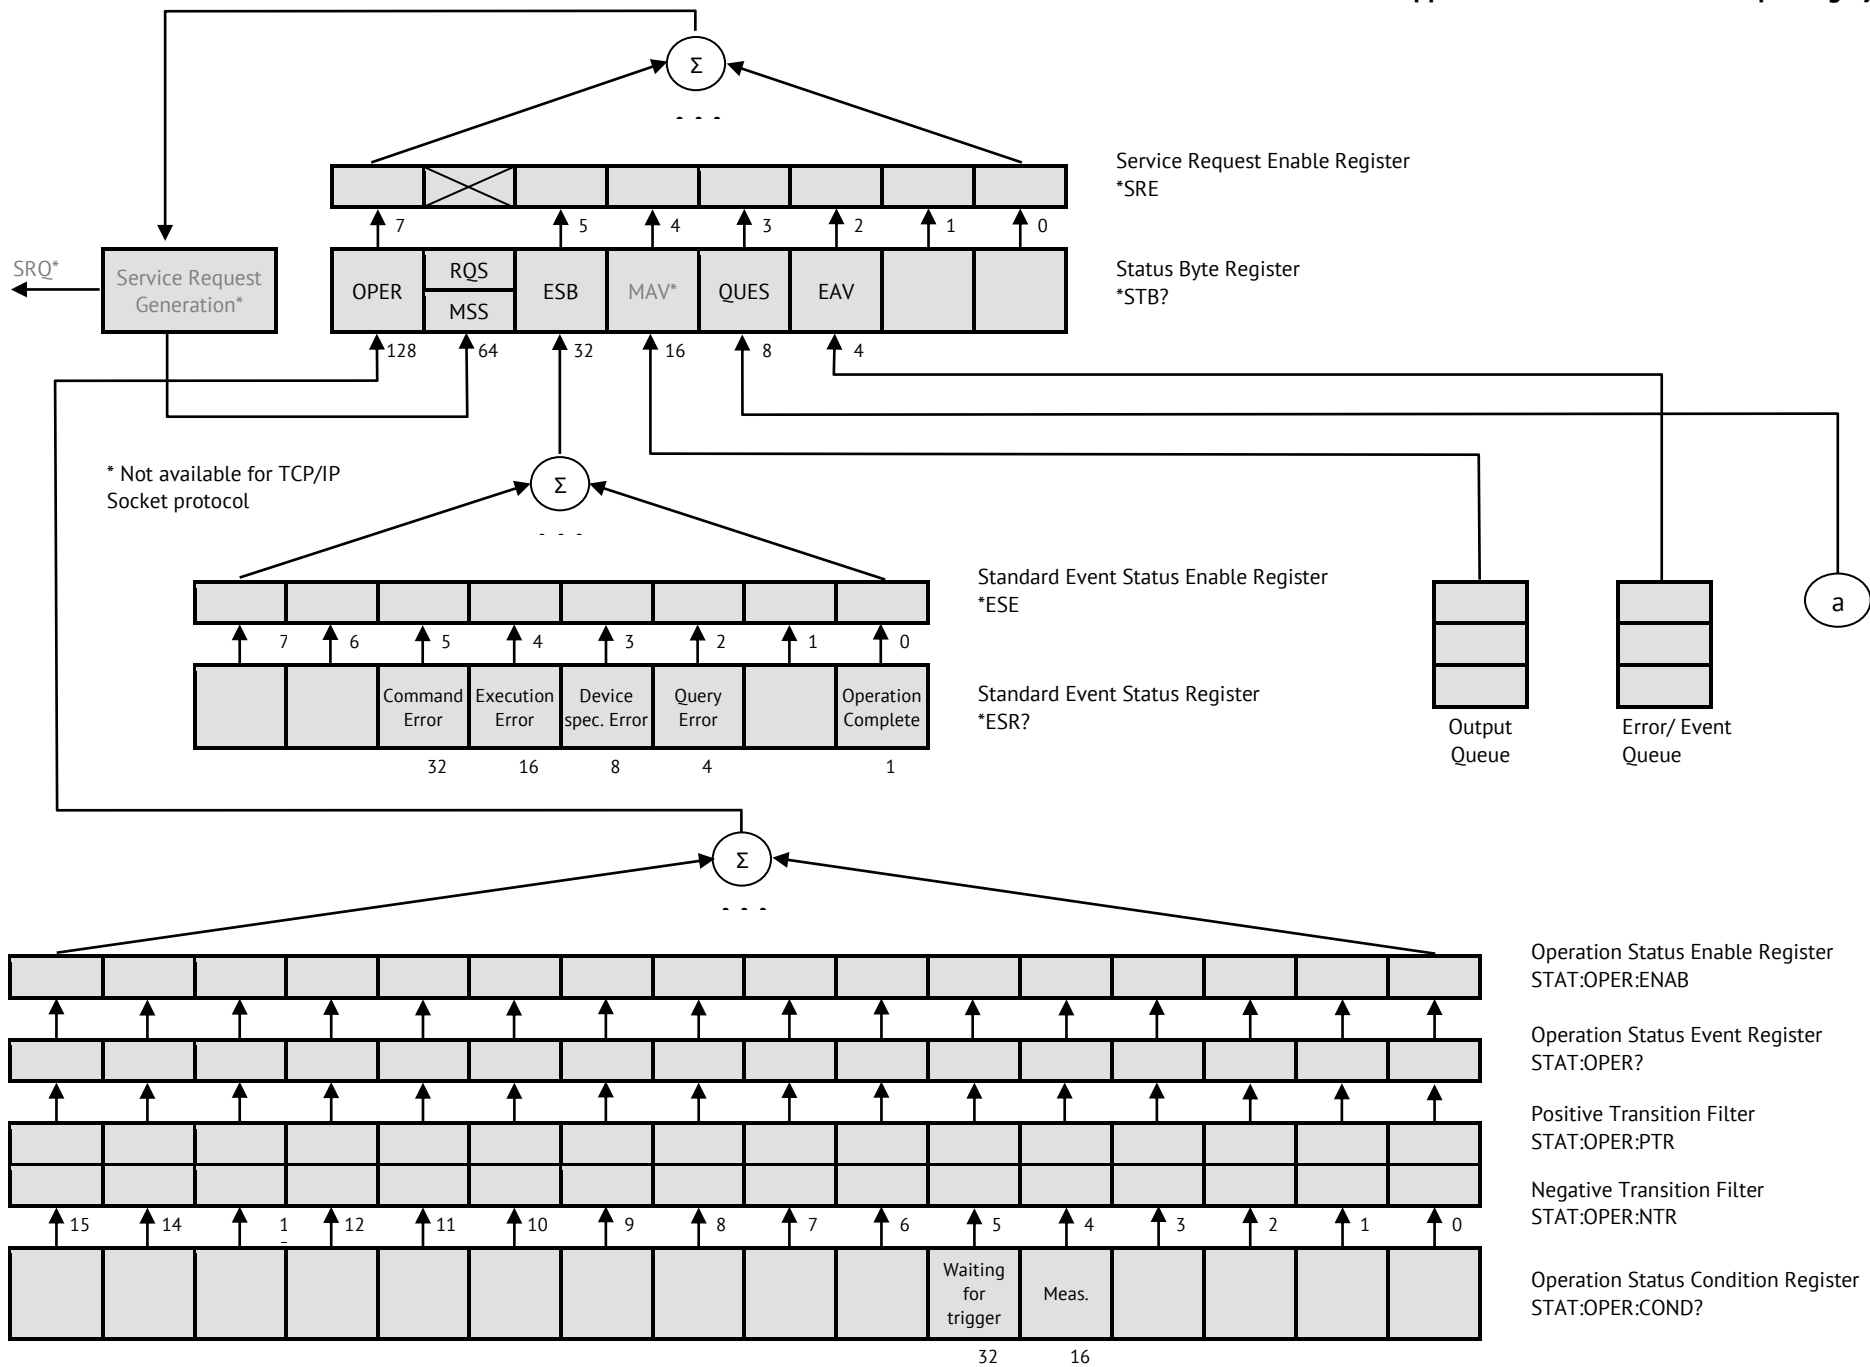 Σ
. . .
Service Request Enable Register
*SRE
7 5 4 3 2 1 0
SRQ*
Service Request
Generation*
OPER
RQS
MSS
ESB
MAV*
QUES
EAV
Status Byte Register
*STB?
128 64 32 16 8 4
* Not available for TCP/IP
Socket protocol
Σ
. . .
Standard Event Status Enable Register
*ESE
a
7 6 5 4 3 2 1 0
Command
Error
Execution
Error
Device
spec. Error
Query
Error
Operation
Complete
Standard Event Status Register
*ESR?
Output
Queue
Error/ Event
Queue
32 16 8 4 1
Σ
. . .
Operation Status Enable Register
STAT:OPER:ENAB
Operation Status Event Register
STAT:OPER?
Positive Transition Filter
STAT:OPER:PTR
Negative Transition Filter
STAT:OPER:NTR
15 14 1 12 11 10 9 8 7 6 5 4 3 2 1 0
Waiting
for
trigger
Meas.
Operation Status Condition Register
STAT:OPER:COND?
32 16